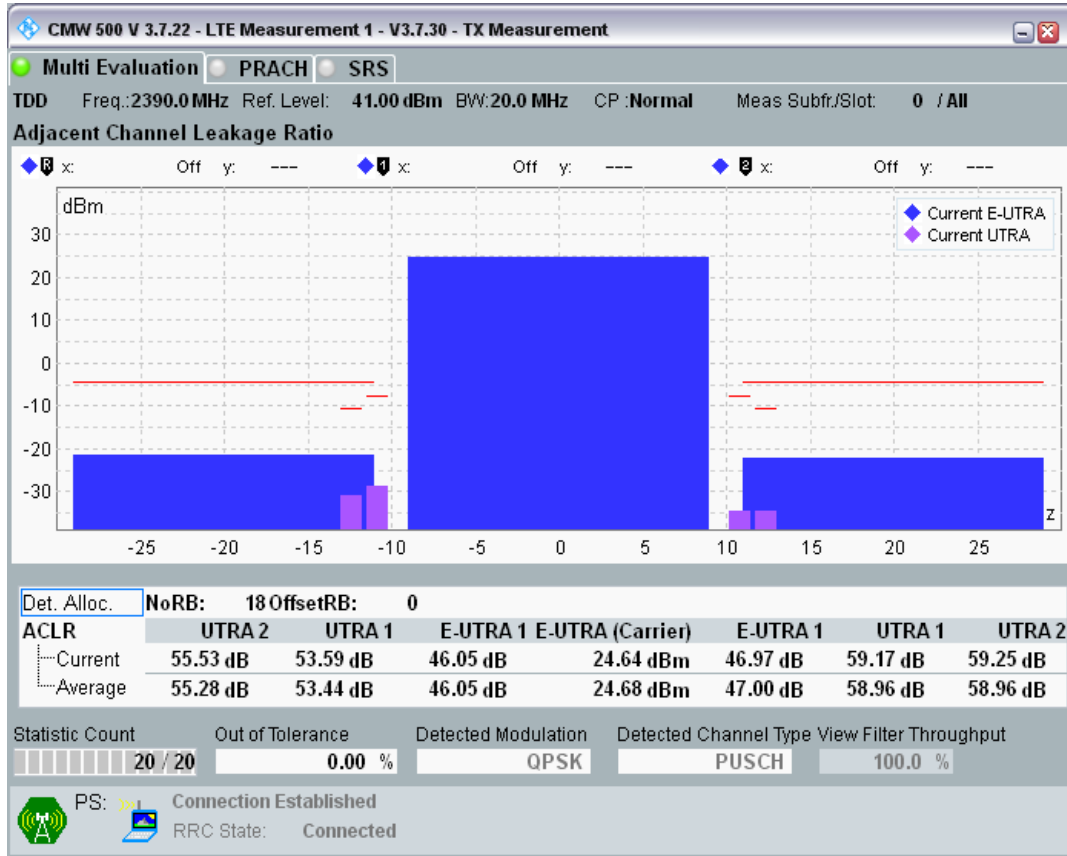 CMW 500 V 3.7.22 - LTE Measurement 1 - V3.7.30 - TX Measurement
Multi Evaluation PRACH SRS
TDD Freq.:2390.0 MHz Ref. Level: 41.00 dBm BW:20.0 MHz CP :Normal Meas Subfr./Slot: 0 / All
Adjacent Channel Leakage Ratio
R x: Off y: --- 1 x: Off y: --- 2 x: Off y: ---
dBm
Current E-UTRA
Current UTRA
30
20
10
0
-10
-20
-30
z
-25 -20 -15 -10 -5 0 5 10 15 20 25
Det. Alloc. NoRB: 18 OffsetRB: 0
ACLR UTRA 2 UTRA 1 E-UTRA 1 E-UTRA (Carrier) E-UTRA 1 UTRA 1 UTRA 2
Current 55.53 dB 53.59 dB 46.05 dB 24.64 dBm 46.97 dB 59.17 dB 59.25 dB
Average 55.28 dB 53.44 dB 46.05 dB 24.68 dBm 47.00 dB 58.96 dB 58.96 dB
Statistic Count Out of Tolerance Detected Modulation Detected Channel Type View Filter Throughput
20 / 20 0.00 % QPSK PUSCH 100.0 %
PS: Connection Established
RRC State: Connected